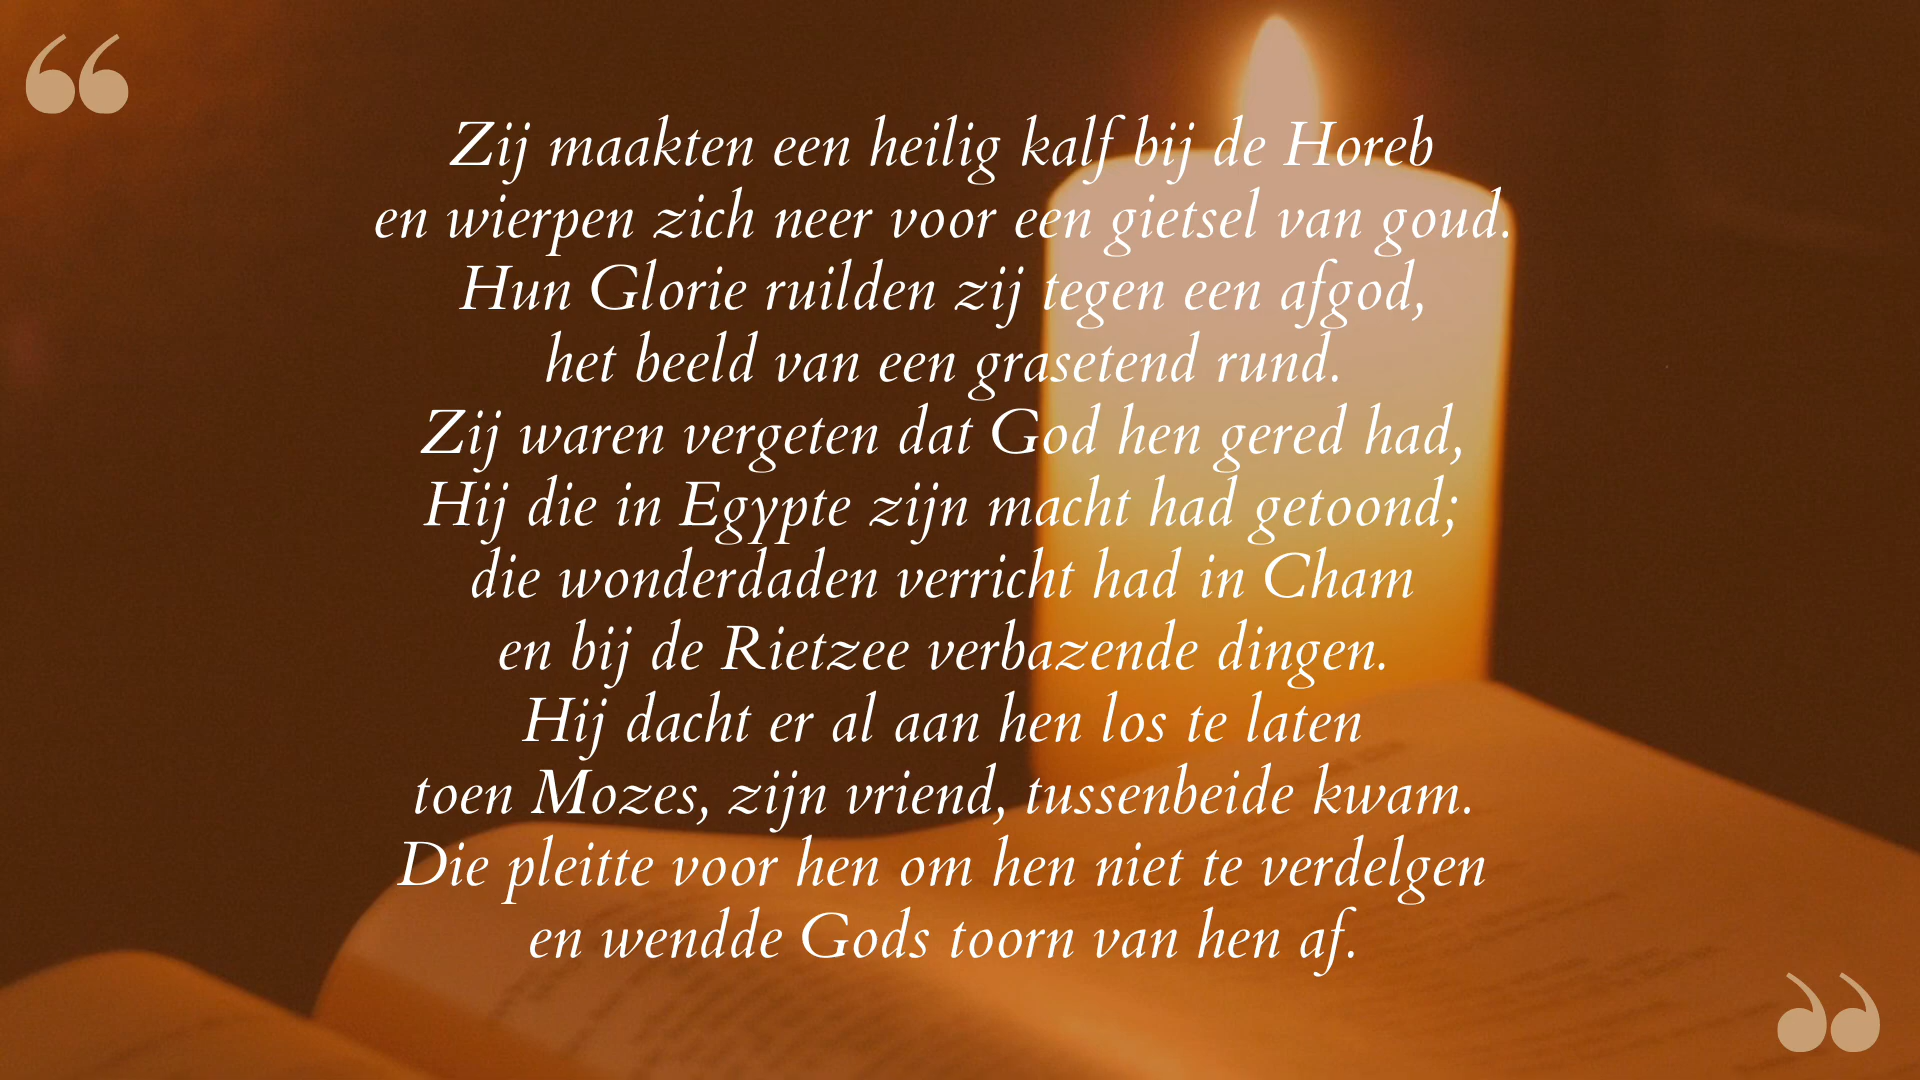 “
Zij maakten een heilig kalf bij de Horeb
en wierpen zich neer voor een gietsel van goud.
Hun Glorie ruilden zij tegen een afgod,
het beeld van een grasetend rund.
Zij waren vergeten dat God hen gered had,
Hij die in Egypte zijn macht had getoond;
die wonderdaden verricht had in Cham
en bij de Rietzee verbazende dingen.
Hij dacht er al aan hen los te laten
toen Mozes, zijn vriend, tussenbeide kwam.
Die pleitte voor hen om hen niet te verdelgen
en wendde Gods toorn van hen af.
”